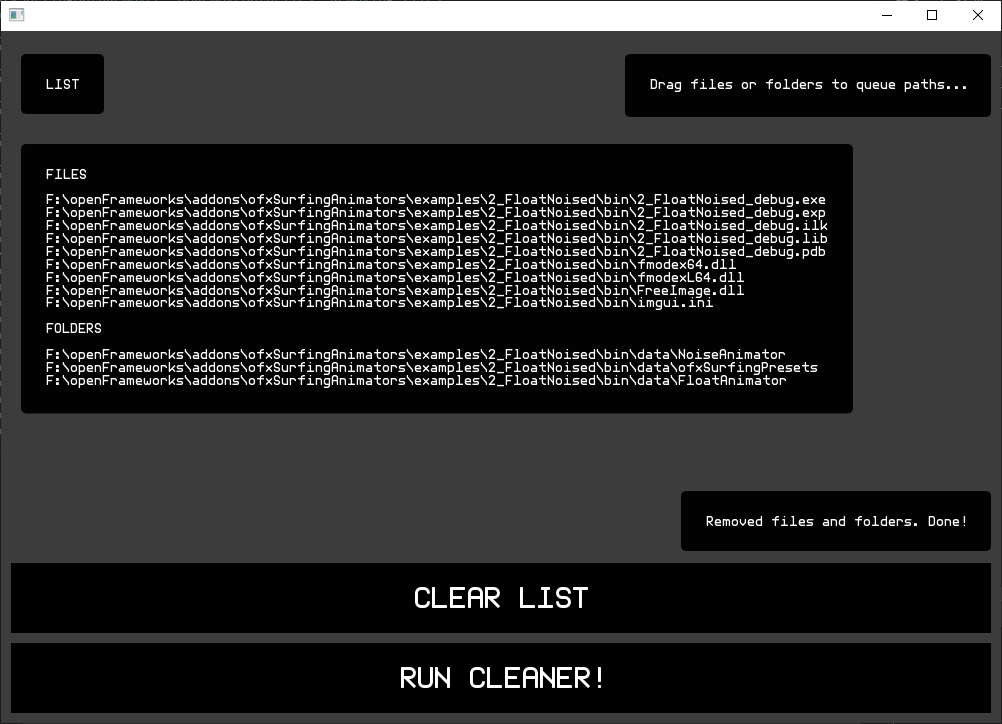 LIST
Drag files or folders to queue paths...
FILES
F:\openFrameworks\addons\ofxSurfingAnimators\examples\2_FloatNoised\bin\2_FloatNoised_debug.exe
F:\openFrameworks\addons\ofxSurfingAnimators\examples\2_FloatNoised\bin\2_FloatNoised_debug.exp
F:\openFrameworks\addons\ofxSurfingAnimators\examples\2_FloatNoised\bin\2_FloatNoised_debug.ilk
F:\openFrameworks\addons\ofxSurfingAnimators\examples\2_FloatNoised\bin\2_FloatNoised_debug.lib
F:\openFrameworks\addons\ofxSurfingAnimators\examples\2_FloatNoised\bin\2_FloatNoised_debug.pdb
F:\openFrameworks\addons\ofxSurfingAnimators\examples\2_FloatNoised\bin\fmodex64.dll
F:\openFrameworks\addons\ofxSurfingAnimators\examples\2_FloatNoised\bin\fmodexL64.dll
F:\openFrameworks\addons\ofxSurfingAnimators\examples\2_FloatNoised\bin\FreeImage.dll
F:\openFrameworks\addons\ofxSurfingAnimators\examples\2_FloatNoised\bin\imgui.ini
FOLDERS
F:\openFrameworks\addons\ofxSurfingAnimators\examples\2_FloatNoised\bin\data\NoiseAnimator
F:\openFrameworks\addons\ofxSurfingAnimators\examples\2_FloatNoised\bin\data\ofxSurfingPresets
F:\openFrameworks\addons\ofxSurfingAnimators\examples\2_FloatNoised\bin\data\FloatAnimator
Removed files and folders. Done!
CLEAR LIST
RUN CLEANER!